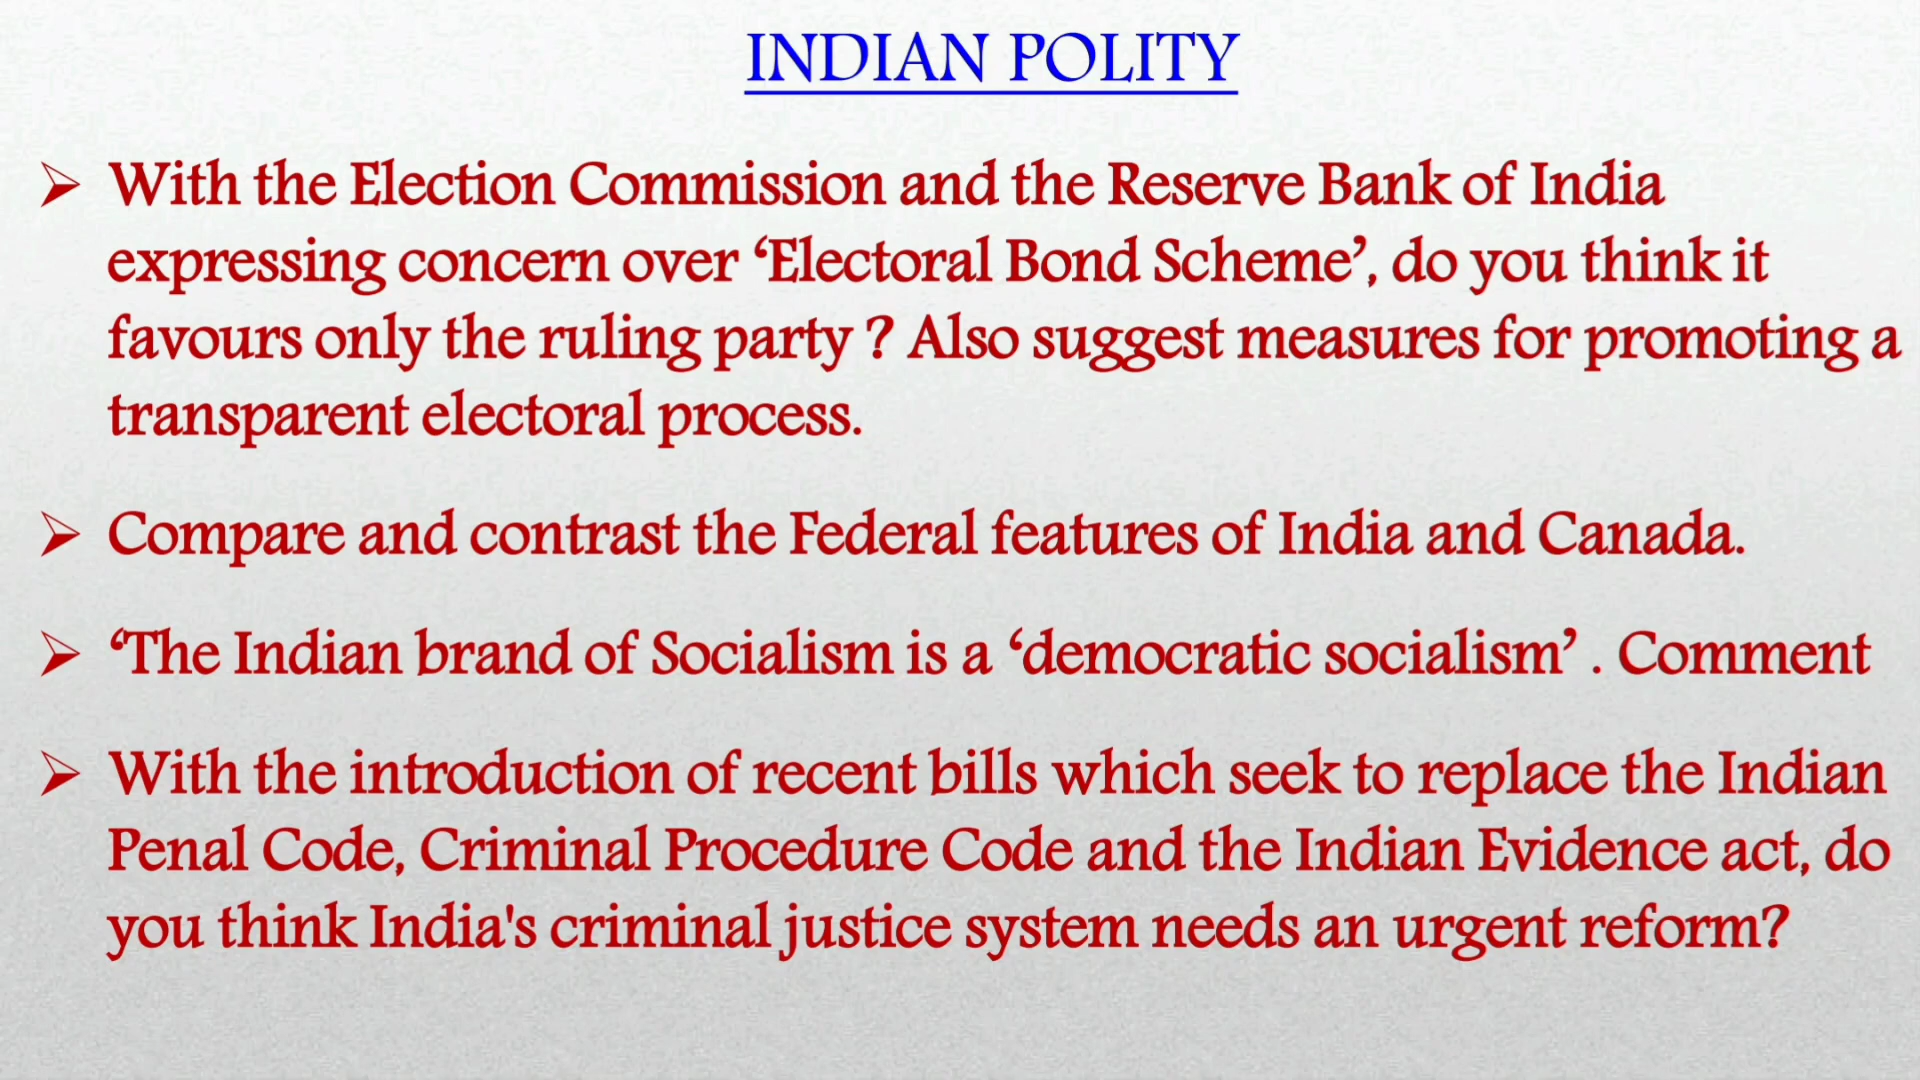 INDIAN POLITY
➢ With the Election Commission and the Reserve Bank of India
expressing concern over ‘Electoral Bond Scheme’, do you think it
favours only the ruling party ? Also suggest measures for promoting a
transparent electoral process.
➢ Compare and contrast the Federal features of India and Canada.
➢ ‘The Indian brand of Socialism is a ‘democratic socialism’ . Comment
➢ With the introduction of recent bills which seek to replace the Indian
Penal Code, Criminal Procedure Code and the Indian Evidence act, do
you think India's criminal justice system needs an urgent reform?